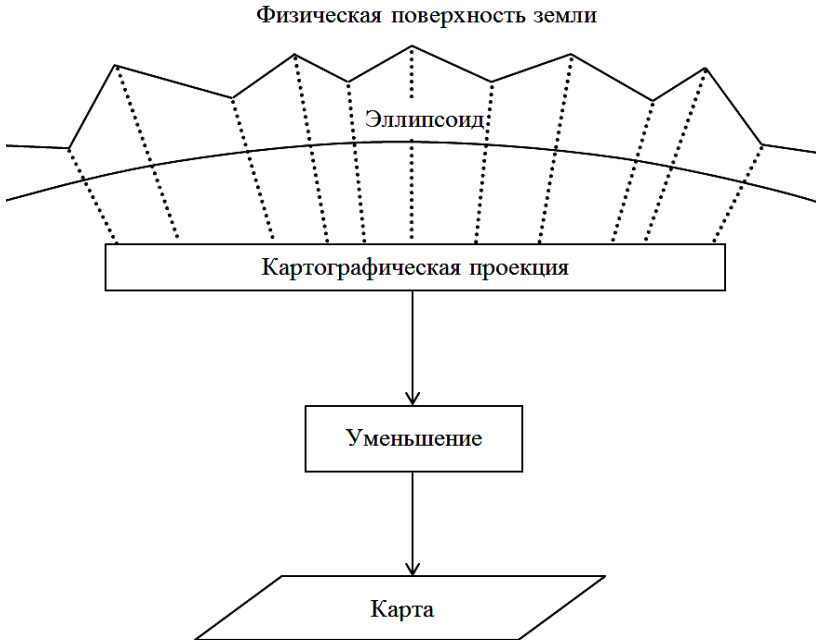 Физическая поверхность земли
Эллипсоид
Картографическая проекция
Уменьшение
Карта